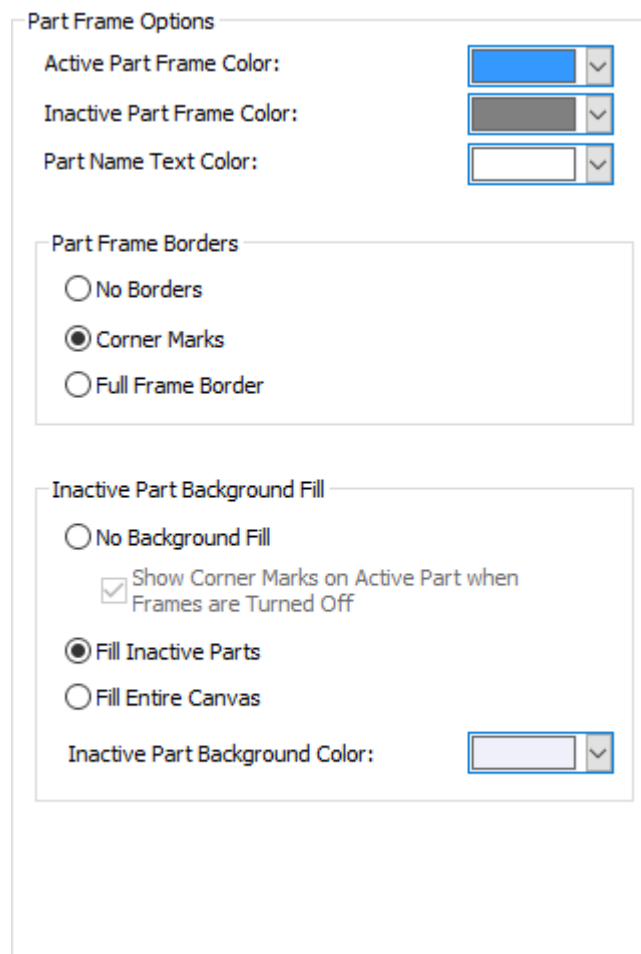 Part Frame Options
Active Part Frame Color:
Inactive Part Frame Color:
Part Name Text Color:
Part Frame Borders
No Borders
Corner Marks
Full Frame Border
Inactive Part Background Fill
No Background Fill
Show Corner Marks on Active Part when
Frames are Turned Off
Fill Inactive Parts
Fill Entire Canvas
Inactive Part Background Color: